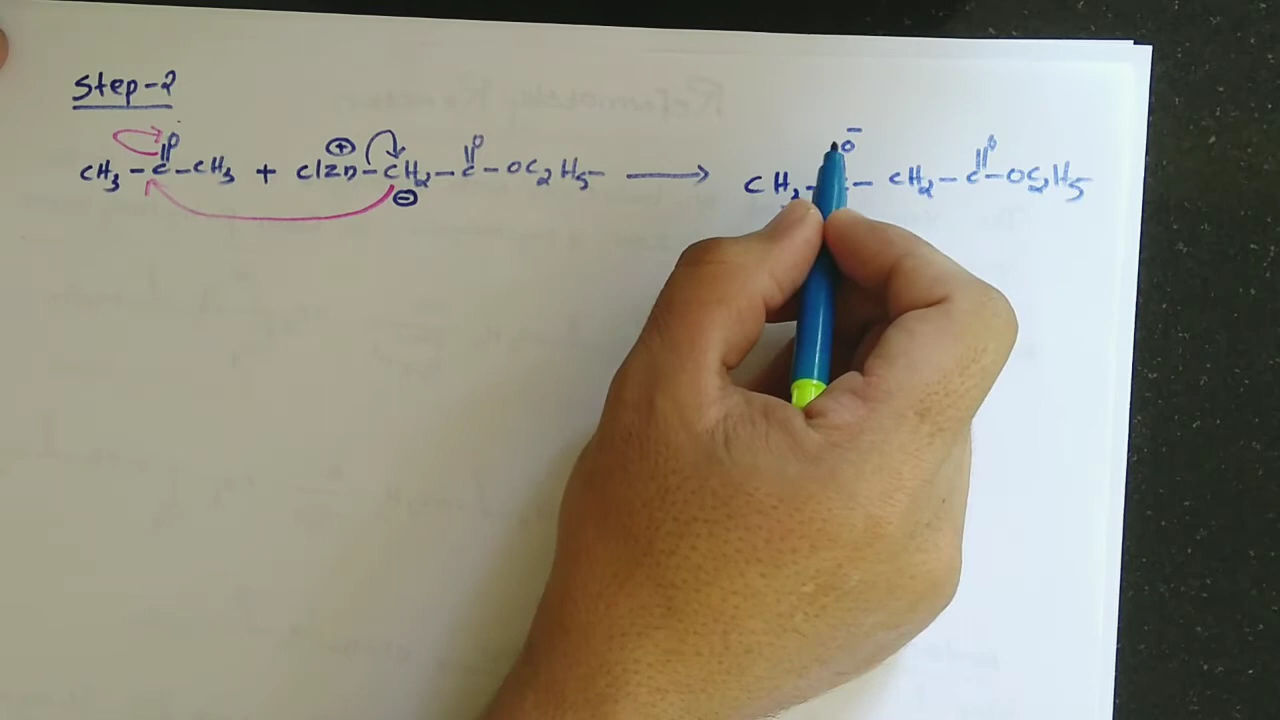 Step-2
O O O⁻ O
CH₃-C-CH₃ + ClZn⊕-CH₂⊖-C-OC₂H₅ ⟶ CH₃- -CH₂-C-OC₂H₅